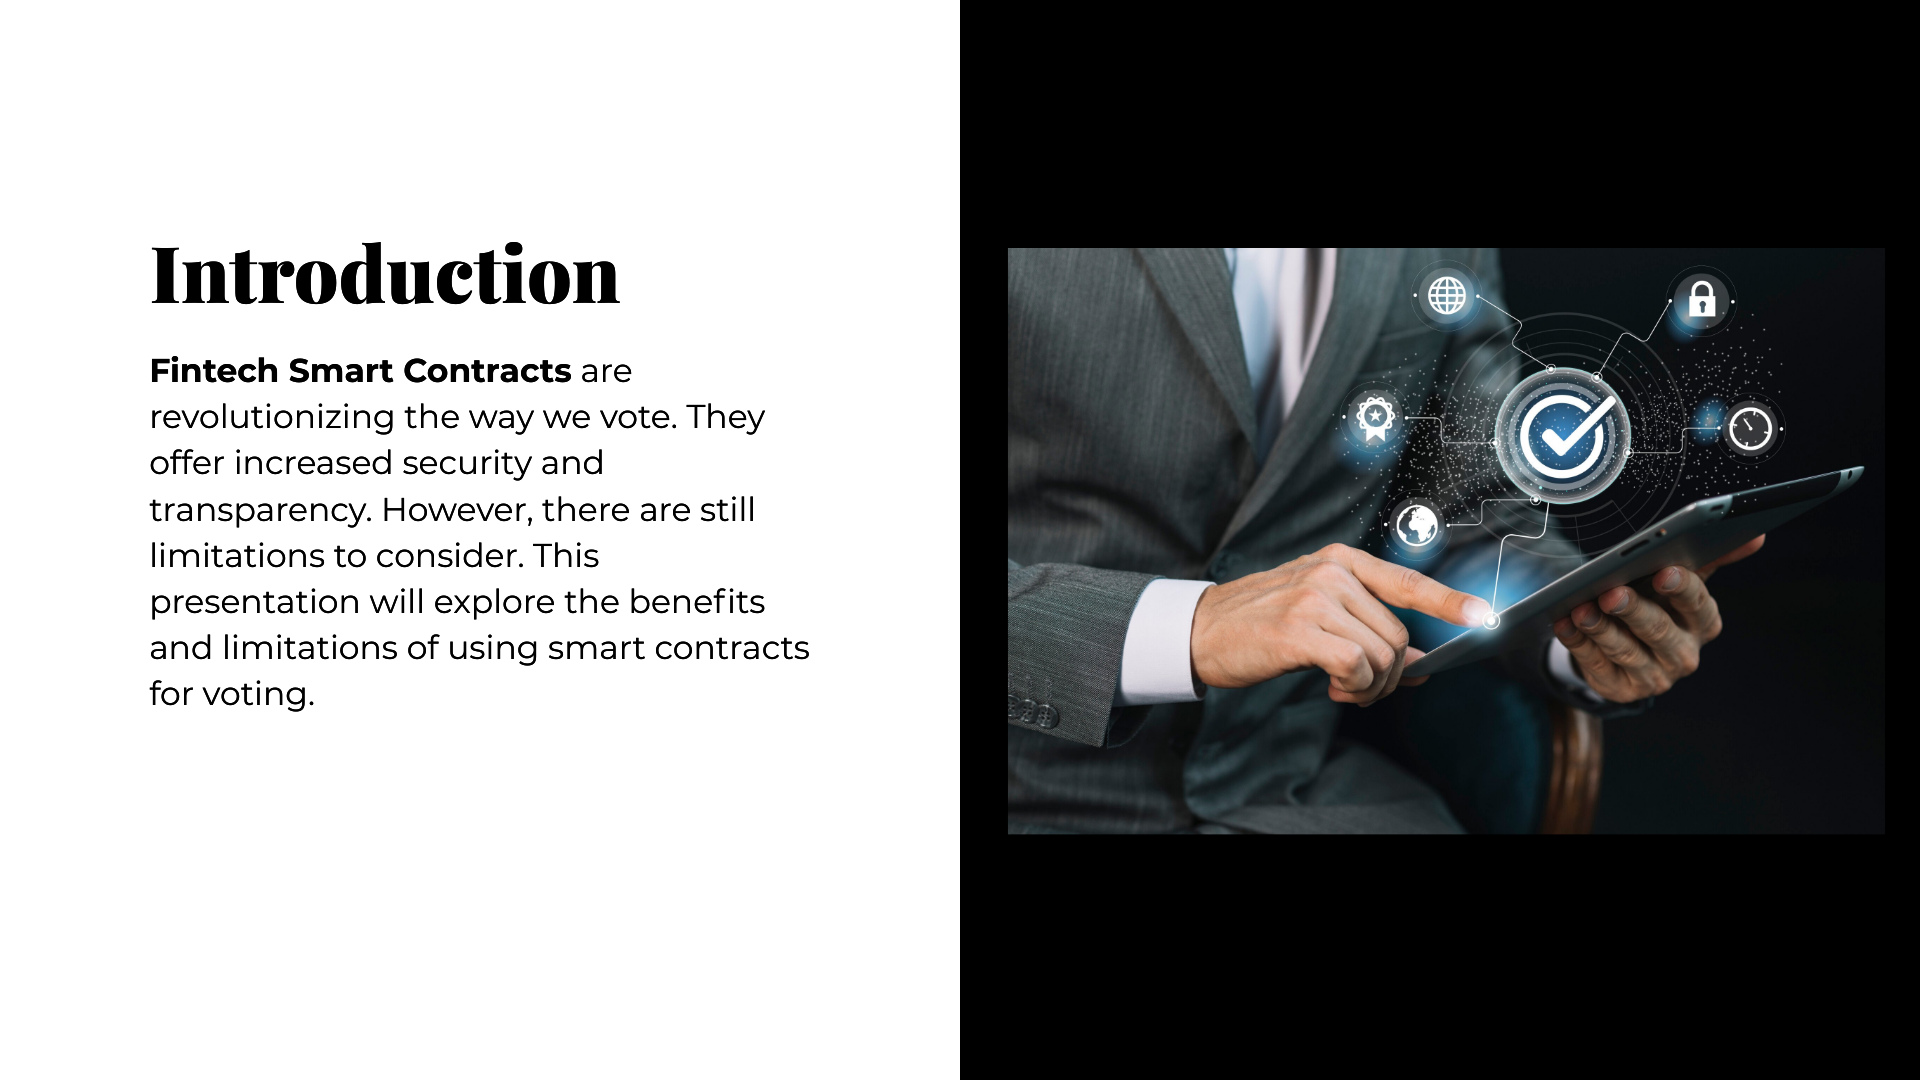 Introduction
Fintech Smart Contracts are
revolutionizing the way we vote. They
offer increased security and
transparency. However, there are still
limitations to consider. This
presentation will explore the benefits
and limitations of using smart contracts
for voting.